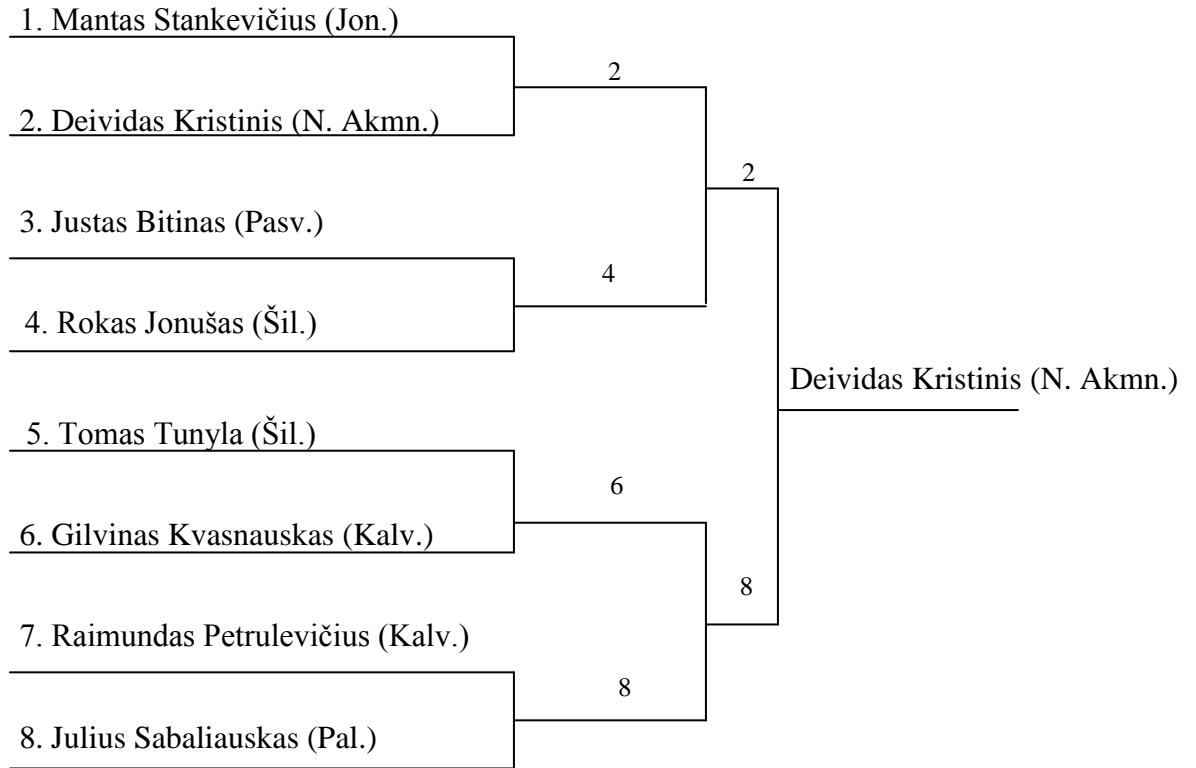 1. Mantas Stankevičius (Jon.)
2
2. Deividas Kristinis (N. Akmn.)
2
3. Justas Bitinas (Pasv.)
4
4. Rokas Jonušas (Šil.)
Deividas Kristinis (N. Akmn.)
5. Tomas Tunyla (Šil.)
6
6. Gilvinas Kvasnauskas (Kalv.)
8
7. Raimundas Petrulevičius (Kalv.)
8
8. Julius Sabaliauskas (Pal.)